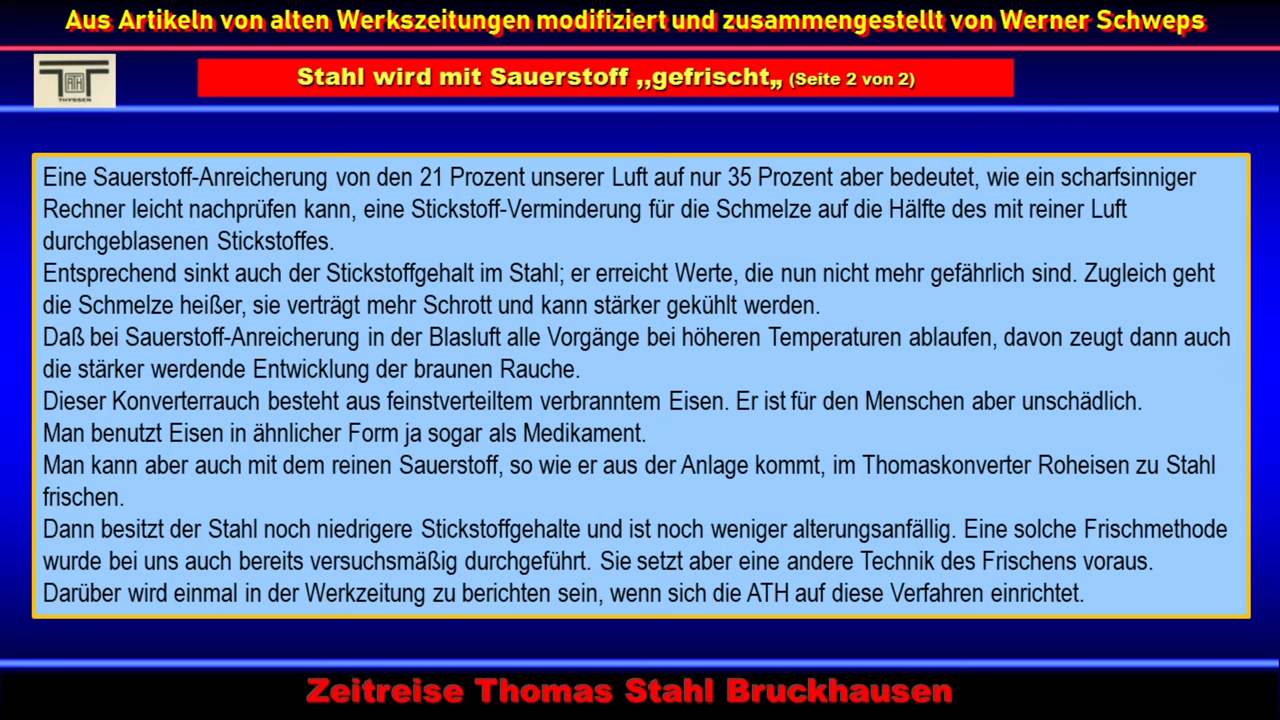 Aus Artikeln von alten Werkszeitungen modifiziert und zusammengestellt von Werner Schweps
ATH
THYSSEN
Stahl wird mit Sauerstoff ,,gefrischt„ (Seite 2 von 2)
Eine Sauerstoff-Anreicherung von den 21 Prozent unserer Luft auf nur 35 Prozent aber bedeutet, wie ein scharfsinniger
Rechner leicht nachprüfen kann, eine Stickstoff-Verminderung für die Schmelze auf die Hälfte des mit reiner Luft
durchgeblasenen Stickstoffes.
Entsprechend sinkt auch der Stickstoffgehalt im Stahl; er erreicht Werte, die nun nicht mehr gefährlich sind. Zugleich geht
die Schmelze heißer, sie verträgt mehr Schrott und kann stärker gekühlt werden.
Daß bei Sauerstoff-Anreicherung in der Blasluft alle Vorgänge bei höheren Temperaturen ablaufen, davon zeugt dann auch
die stärker werdende Entwicklung der braunen Rauche.
Dieser Konverterrauch besteht aus feinstverteiltem verbranntem Eisen. Er ist für den Menschen aber unschädlich.
Man benutzt Eisen in ähnlicher Form ja sogar als Medikament.
Man kann aber auch mit dem reinen Sauerstoff, so wie er aus der Anlage kommt, im Thomaskonverter Roheisen zu Stahl
frischen.
Dann besitzt der Stahl noch niedrigere Stickstoffgehalte und ist noch weniger alterungsanfällig. Eine solche Frischmethode
wurde bei uns auch bereits versuchsmäßig durchgeführt. Sie setzt aber eine andere Technik des Frischens voraus.
Darüber wird einmal in der Werkzeitung zu berichten sein, wenn sich die ATH auf diese Verfahren einrichtet.
Zeitreise Thomas Stahl Bruckhausen